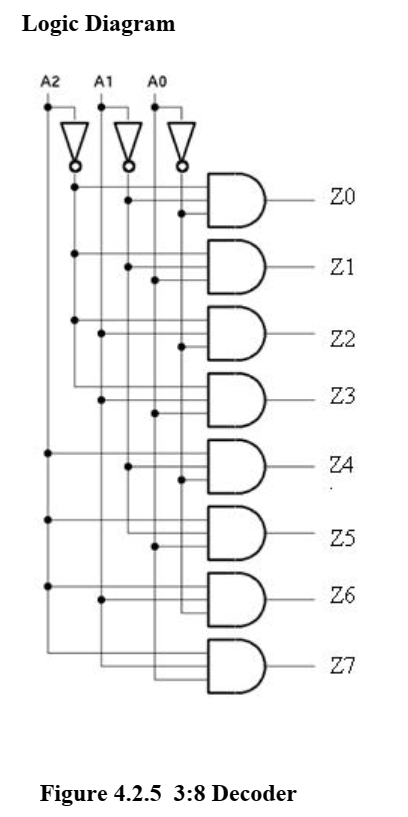 Logic Diagram
A2 A1 A0
Z0
Z1
Z2
Z3
Z4
Z5
Z6
Z7
Figure 4.2.5 3:8 Decoder